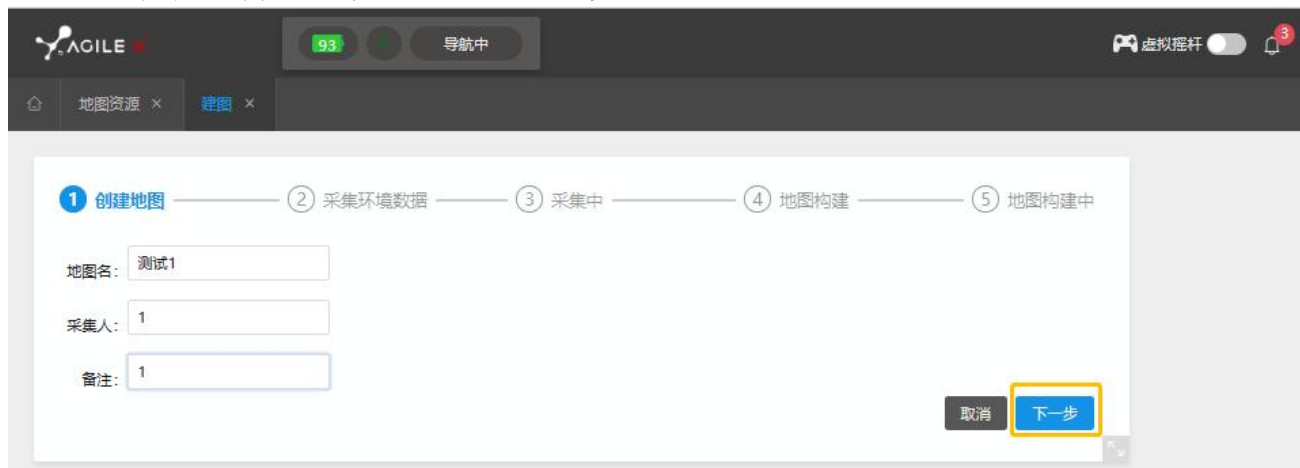 AGILE X
93
导航中
虚拟摇杆
3
地图资源 ×
建图 ×
1 创建地图
2 采集环境数据
3 采集中
4 地图构建
5 地图构建中
地图名: 测试1
采集人: 1
备注: 1
取消
下一步